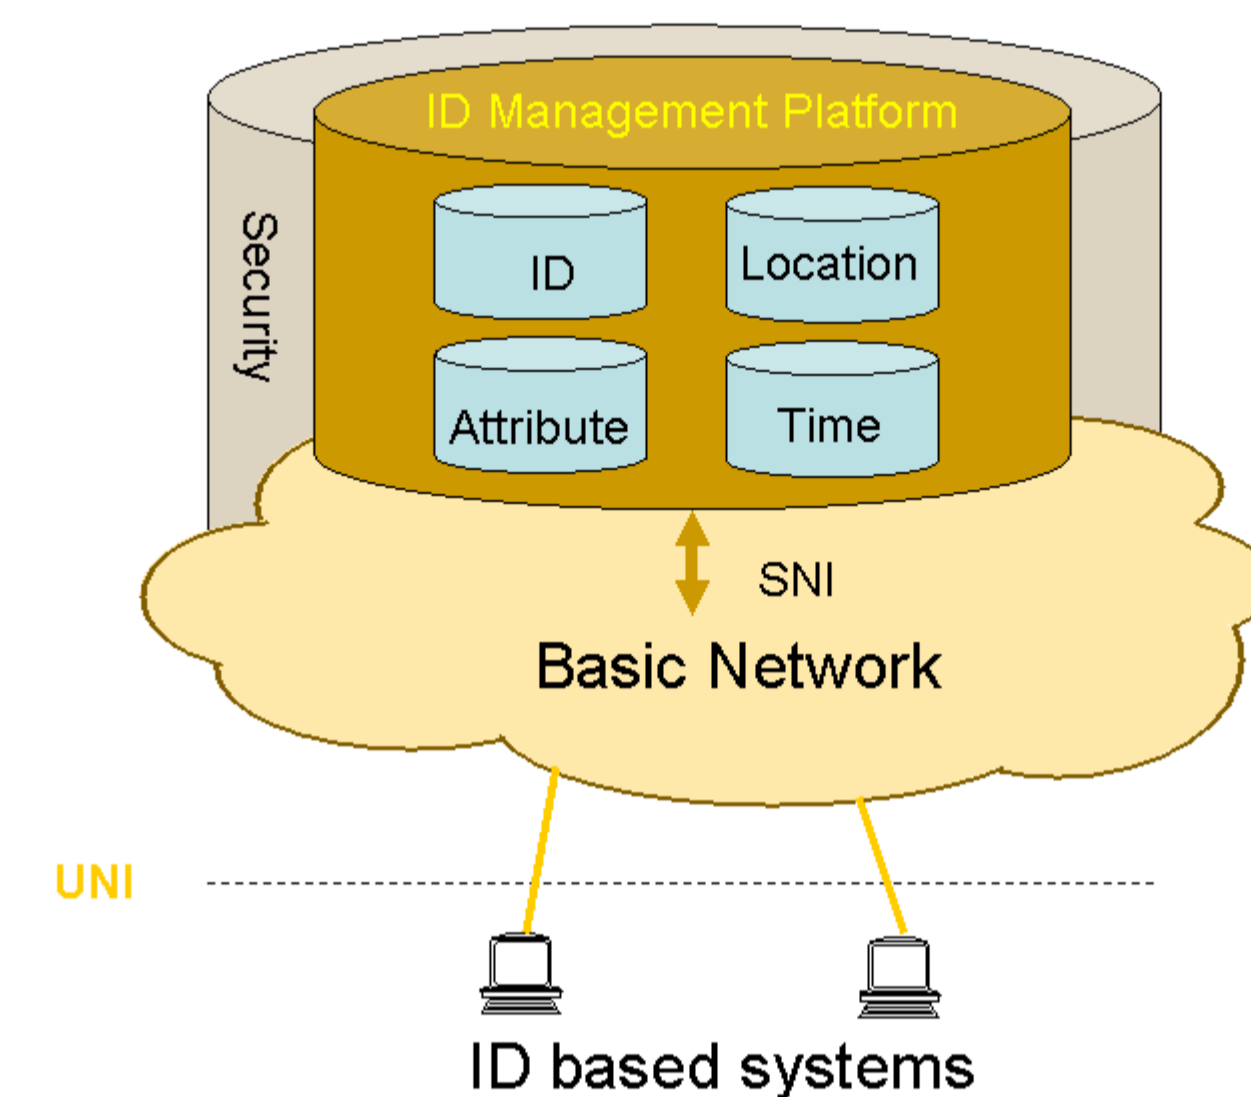 ID Management Platform
Security
ID
Location
Attribute
Time
SNI
Basic Network
UNI
ID based systems